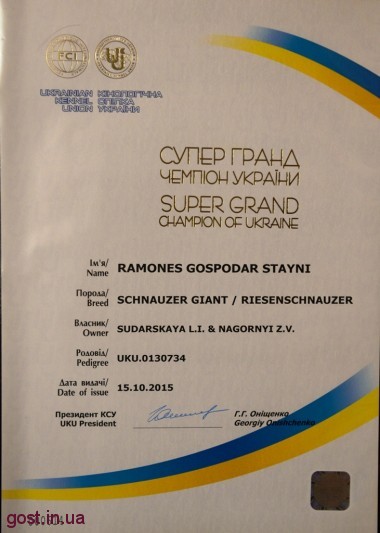 FCI
UKRAINIAN КІНОЛОГІЧНА
KENNEL СПІЛКА
UNION УКРАЇНИ
СУПЕР ГРАНД
ЧЕМПІОН УКРАЇНИ
SUPER GRAND
CHAMPION OF UKRAINE
Ім'я/
Name RAMONES GOSPODAR STAYNI
Порода/
Breed SCHNAUZER GIANT / RIESENSCHNAUZER
Власник/
Owner SUDARSKAYA L.I. & NAGORNYI Z.V.
Родовід/
Pedigree UKU.0130734
Дата видачі/
Date of issue 15.10.2015
Президент КСУ Г.Г. Оніщенко
UKU President Georgiy Onishchenko
gost.in.ua